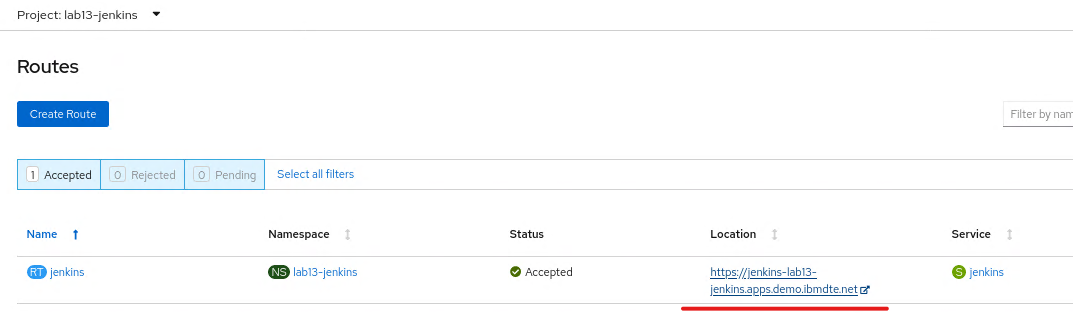 Project: lab13-jenkins
Routes
Create Route
Filter by nam
1 Accepted 0 Rejected 0 Pending Select all filters
Name Namespace Status Location Service
RT jenkins NS lab13-jenkins Accepted https://jenkins-lab13- S jenkins
jenkins.apps.demo.ibmdte.net